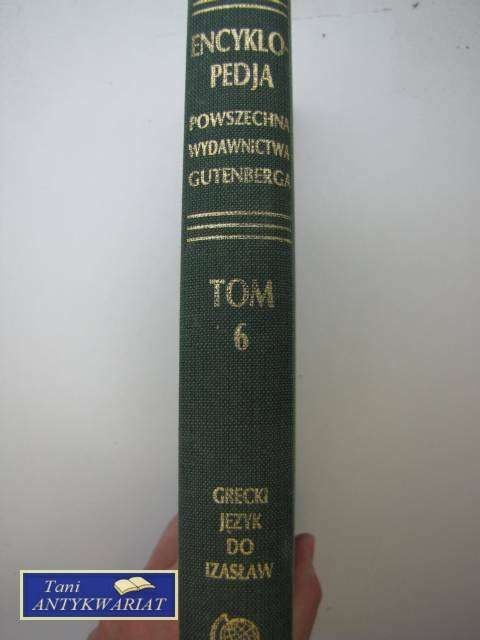 ENCYKLO-
PEDJA
POWSZECHNA
WYDAWNICTWA
GUTENBERGA
TOM
6
GRECKI
JĘZYK
DO
IZASŁAW
Tani
ANTYKWARIAT